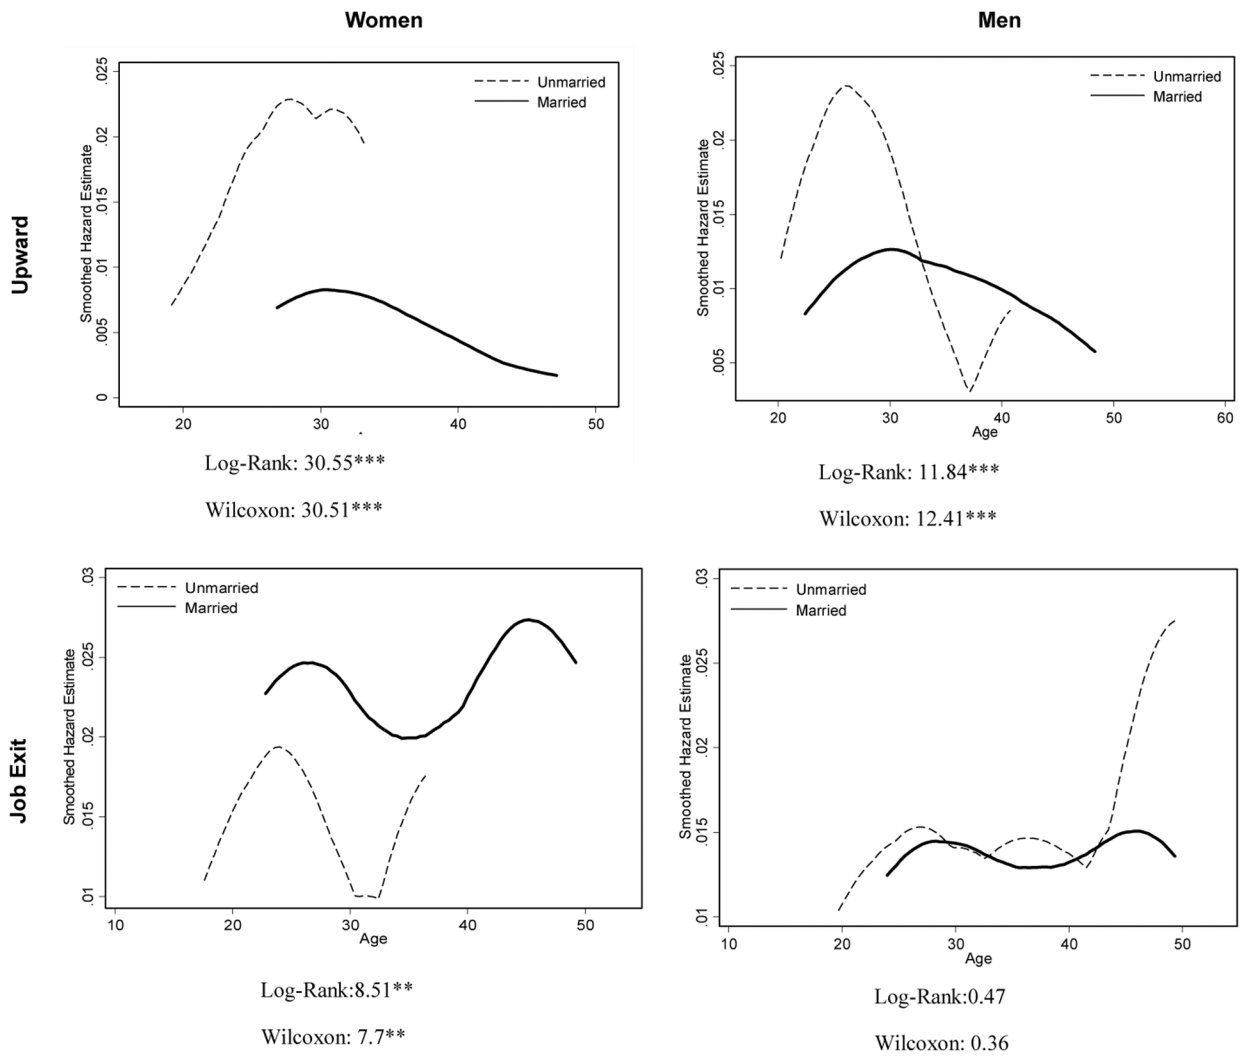 Women
Men
Upward
Smoothed Hazard Estimate
.025
.02
.015
.01
.005
0
Unmarried
Married
20
30
40
50
Log-Rank: 30.55***
Wilcoxon: 30.51***
Smoothed Hazard Estimate
.025
.02
.015
.01
.005
Unmarried
Married
20
30
40
50
60
Age
Log-Rank: 11.84***
Wilcoxon: 12.41***
Job Exit
Smoothed Hazard Estimate
.03
.025
.02
.015
.01
Unmarried
Married
10
20
30
40
50
Age
Log-Rank:8.51**
Wilcoxon: 7.7**
Smoothed Hazard Estimate
.03
.025
.02
.015
.01
Unmarried
Married
10
20
30
40
50
Age
Log-Rank:0.47
Wilcoxon: 0.36